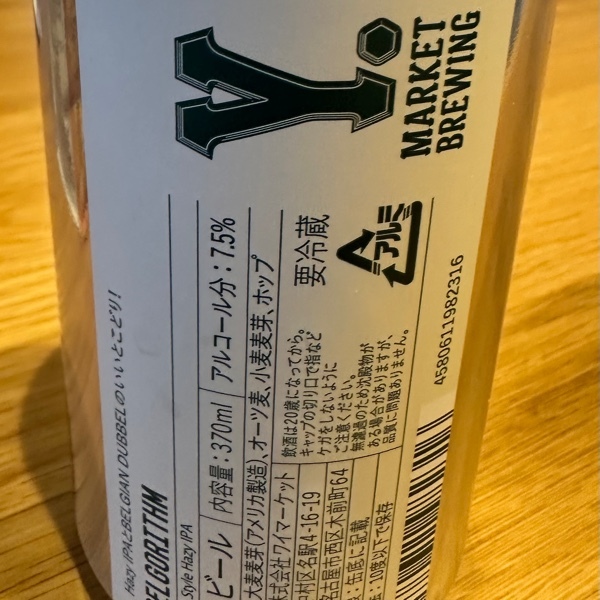 Y.
MARKET
BREWING
Hazy IPAとBELGIAN DUBBELのいいとこどり!
ELGORITHM
Style Hazy IPA
ビール
内容量:370ml
アルコール分:7.5%
大麦麦芽(アメリカ製造)、オーツ麦、小麦麦芽、ホップ
株式会社ワイマーケット
中村区名駅4-16-19
名古屋市西区木前町64
:缶底に記載
:10度以下で保存
飲酒は20歳になってから。
キャップの切り口で指など
ケガをしないように
ご注意ください。
無濾過のため沈殿物が
ある場合がありますが、
品質に問題ありません。
要冷蔵
アルミ
4580611982316